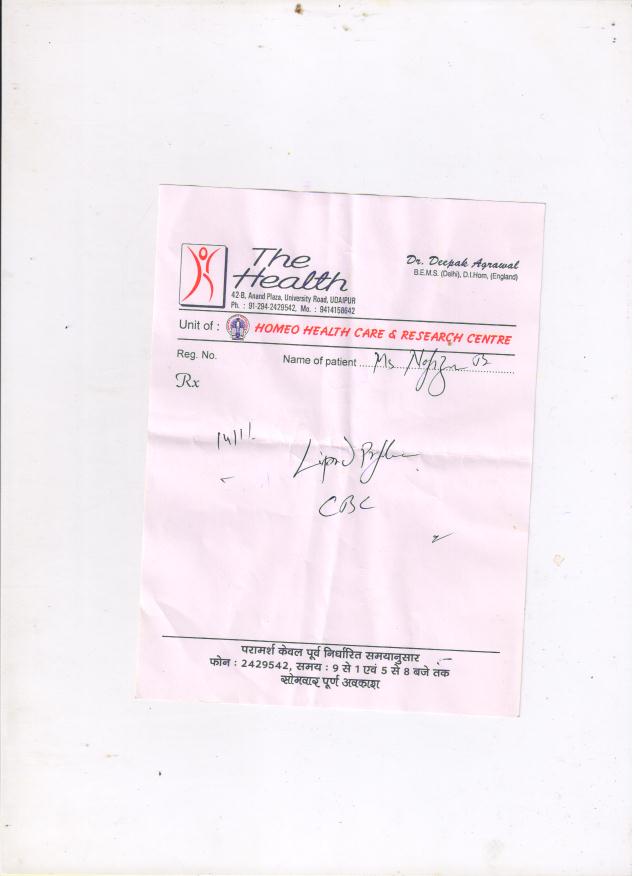 The
Health
42-B, Anand Plaza, University Road, UDAIPUR
Ph. : 91-294-2429542, Mo. : 9414158642
Dr. Deepak Agrawal
B.E.M.S. (Delhi), D.I.Hom, (England)
Unit of : HOMEO HEALTH CARE & RESEARCH CENTRE
Reg. No. Name of patient Ms
Rx
Lipid Profile
CBC
परामर्श केवल पूर्व निर्धारित समयानुसार
फोन : 2429542, समय : 9 से 1 एवं 5 से 8 बजे तक
सोमवार पूर्ण अवकाश